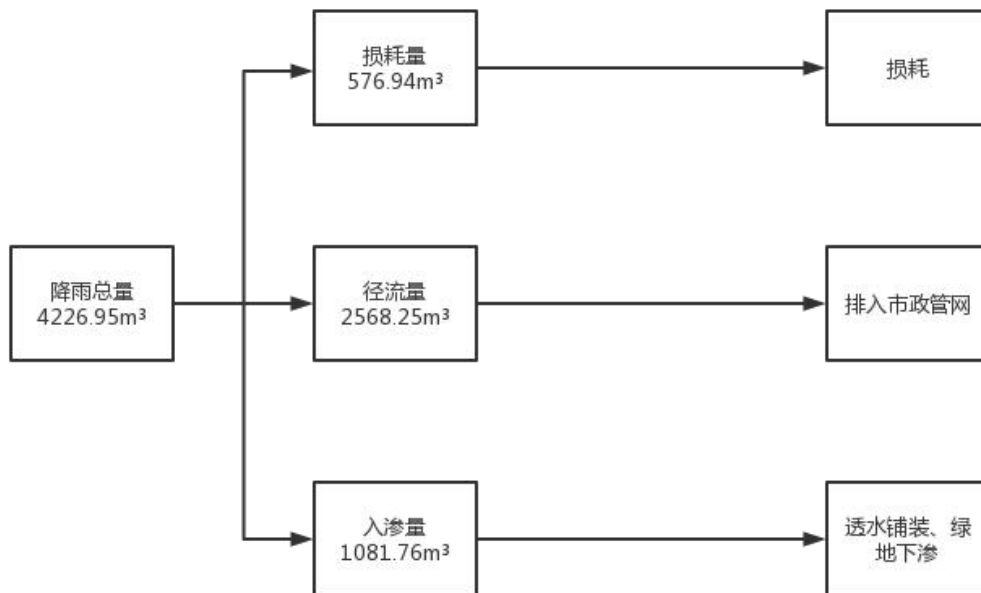 损耗量
576.94m³
损耗
降雨总量
4226.95m³
径流量
2568.25m³
排入市政管网
入渗量
1081.76m³
透水铺装、绿
地下渗